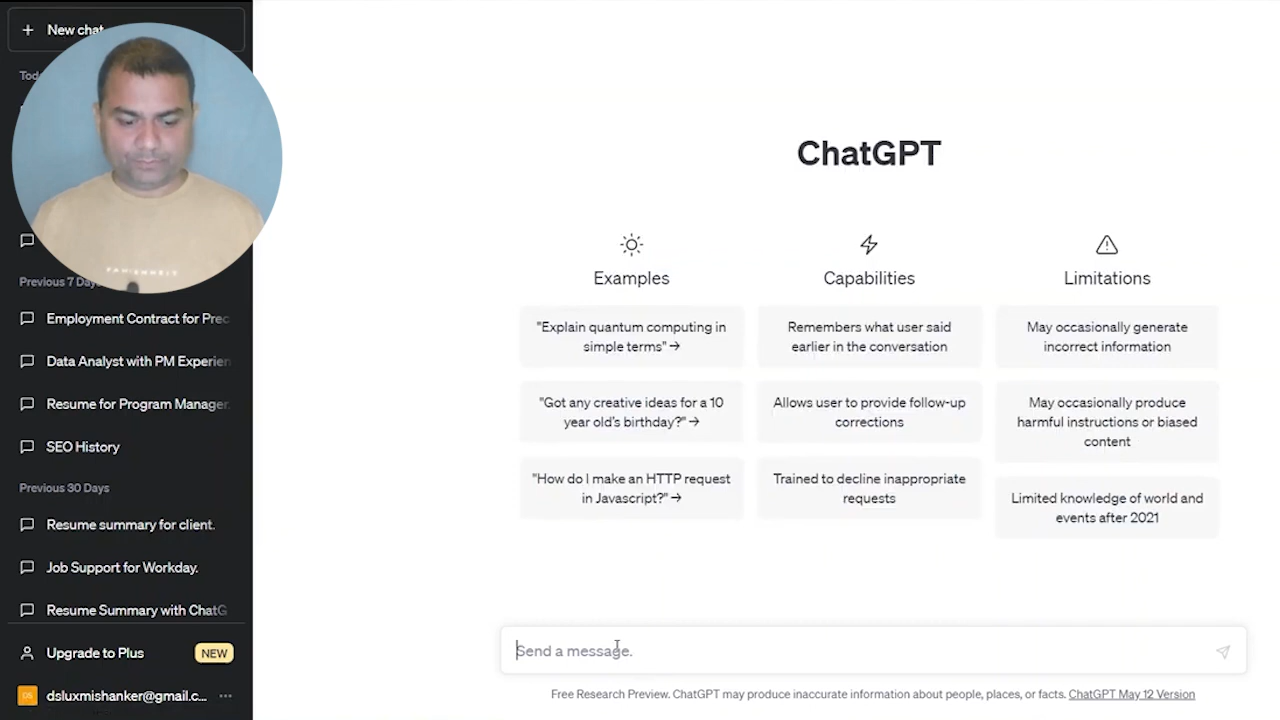 New chat
Previous 7 Days
Employment Contract for Prec
Data Analyst with PM Experien
Resume for Program Manager.
SEO History
Previous 30 Days
Resume summary for client.
Job Support for Workday.
Resume Summary with ChatG
Upgrade to Plus NEW
DS dsluxmishanker@gmail.c...
ChatGPT
Examples
"Explain quantum computing in
simple terms" →
"Got any creative ideas for a 10
year old's birthday?" →
"How do I make an HTTP request
in Javascript?" →
Capabilities
Remembers what user said
earlier in the conversation
Allows user to provide follow-up
corrections
Trained to decline inappropriate
requests
Limitations
May occasionally generate
incorrect information
May occasionally produce
harmful instructions or biased
content
Limited knowledge of world and
events after 2021
Send a message.
Free Research Preview. ChatGPT may produce inaccurate information about people, places, or facts. ChatGPT May 12 Version